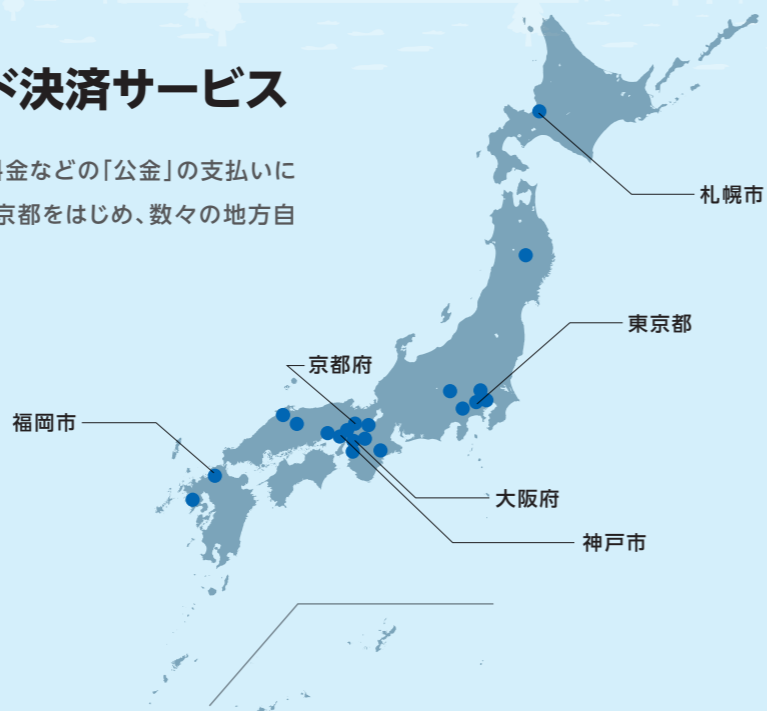 ド決済サービス
料金などの「公金」の支払いに
京都をはじめ、数々の地方自
札幌市
東京都
京都府
福岡市
大阪府
神戸市